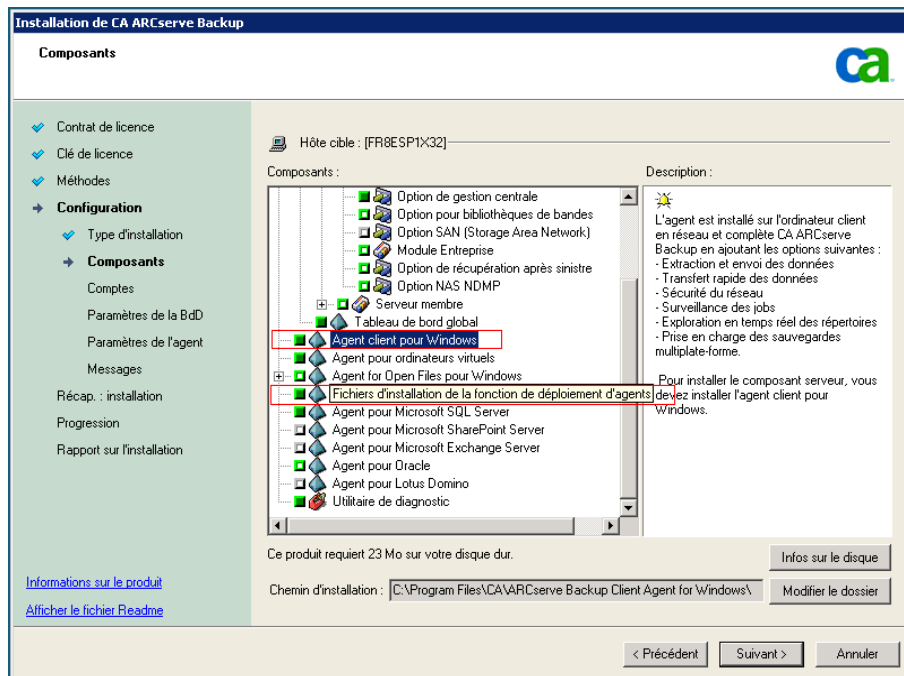 Installation de CA ARCserve Backup
Composants
ca
Contrat de licence
Clé de licence
Méthodes
Configuration
Type d'installation
Composants
Comptes
Paramètres de la BdD
Paramètres de l'agent
Messages
Récap. : installation
Progression
Rapport sur l'installation
Informations sur le produit
Afficher le fichier Readme
Hôte cible : [FR8ESP1X32]
Composants :
Option de gestion centrale
Option pour bibliothèques de bandes
Option SAN (Storage Area Network)
Module Entreprise
Option de récupération après sinistre
Option NAS NDMP
Serveur membre
Tableau de bord global
Agent client pour Windows
Agent pour ordinateurs virtuels
Agent for Open Files pour Windows
Fichiers d'installation de la fonction de déploiement d'agents
Agent pour Microsoft SQL Server
Agent pour Microsoft SharePoint Server
Agent pour Microsoft Exchange Server
Agent pour Oracle
Agent pour Lotus Domino
Utilitaire de diagnostic
Description :
L'agent est installé sur l'ordinateur client
en réseau et complète CA ARCserve
Backup en ajoutant les options suivantes :
- Extraction et envoi des données
- Transfert rapide des données
- Sécurité du réseau
- Surveillance des jobs
- Exploration en temps réel des répertoires
- Prise en charge des sauvegardes
multiplate-forme.
Pour installer le composant serveur, vous
devez installer l'agent client pour
Windows.
Ce produit requiert 23 Mo sur votre disque dur.
Infos sur le disque
Chemin d'installation : C:\Program Files\CA\ARCserve Backup Client Agent for Windows\
Modifier le dossier
< Précédent
Suivant >
Annuler